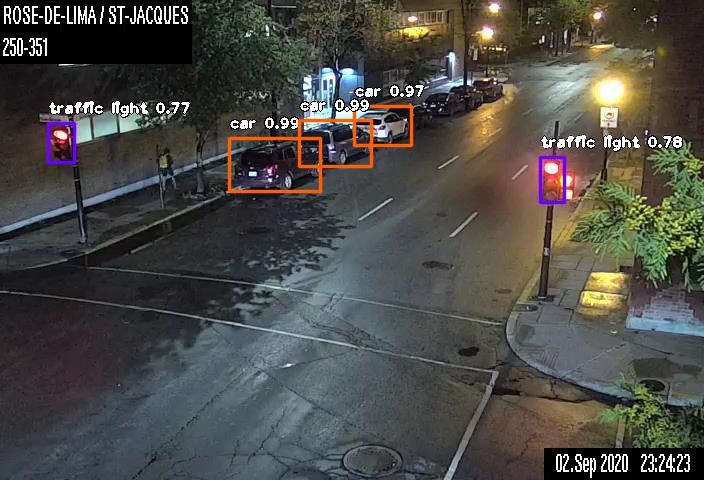 ROSE-DE-LIMA / ST-JACQUES
250-351
traffic light 0.77
car 0.99
car 0.99
car 0.97
traffic light 0.78
02.Sep 2020 23:24:23